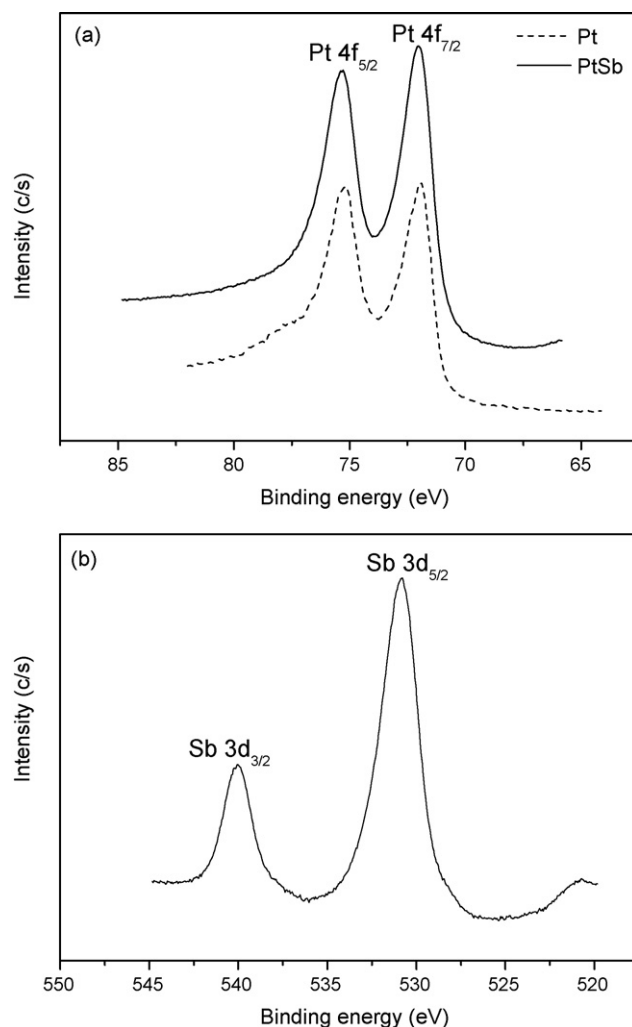 (a)
Pt 4f5/2
Pt 4f7/2
Pt
PtSb
Intensity (c/s)
85 80 75 70 65
Binding energy (eV)
(b)
Sb 3d5/2
Sb 3d3/2
Intensity (c/s)
550 545 540 535 530 525 520
Binding energy (eV)